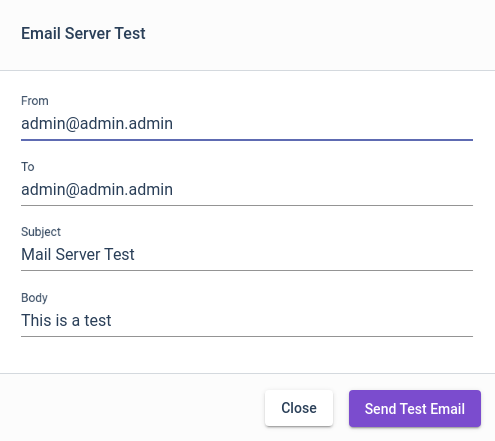 Email Server Test
From
admin@admin.admin
To
admin@admin.admin
Subject
Mail Server Test
Body
This is a test
Close
Send Test Email